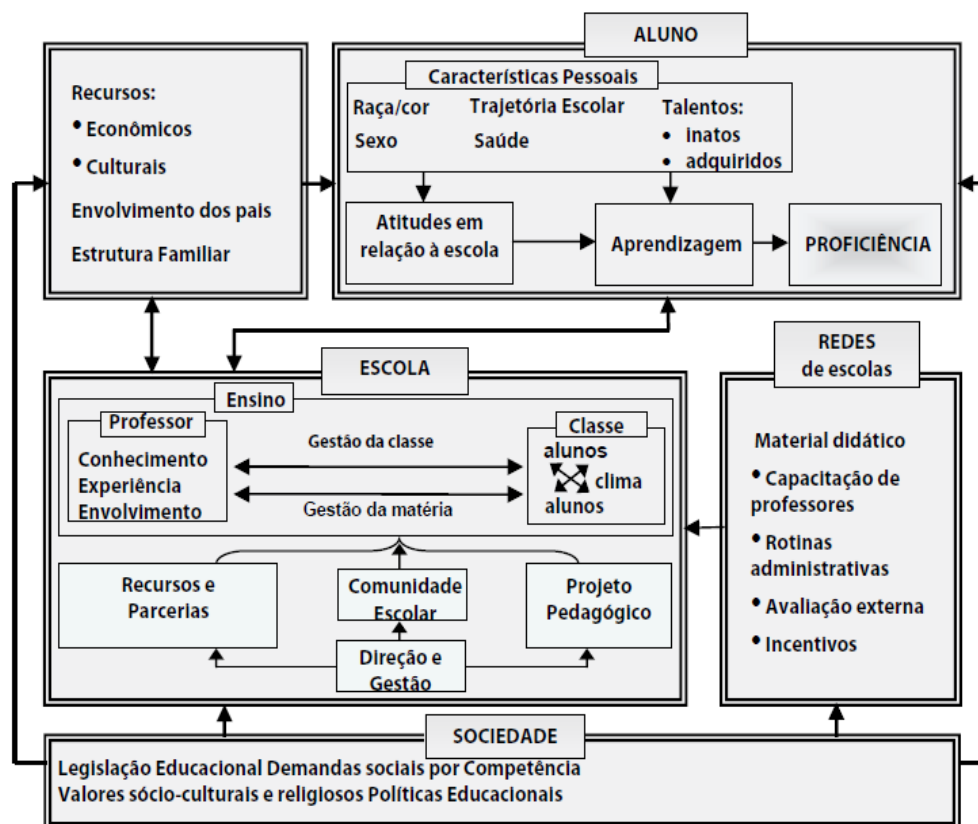 Recursos:
• Econômicos
• Culturais
Envolvimento dos pais
Estrutura Familiar
ALUNO
Características Pessoais
Raça/cor
Sexo
Trajetória Escolar
Saúde
Talentos:
• inatos
• adquiridos
Atitudes em
relação à escola
Aprendizagem
PROFICIÊNCIA
ESCOLA
Ensino
Professor
Conhecimento
Experiência
Envolvimento
Gestão da classe
Gestão da matéria
Classe
alunos
clima
alunos
Recursos e
Parcerias
Comunidade
Escolar
Projeto
Pedagógico
Direção e
Gestão
REDES
de escolas
Material didático
• Capacitação de
professores
• Rotinas
administrativas
• Avaliação externa
• Incentivos
SOCIEDADE
Legislação Educacional Demandas sociais por Competência
Valores sócio-culturais e religiosos Políticas Educacionais